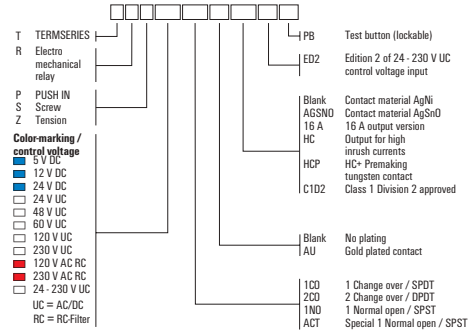 T TERMSERIES
R Electro
mechanical
relay
P PUSH IN
S Screw
Z Tension
Color-marking /
control voltage
5 V DC
12 V DC
24 V DC
24 V UC
48 V UC
60 V UC
120 V UC
230 V UC
120 V AC RC
230 V AC RC
24 - 230 V UC
UC = AC/DC
RC = RC-Filter
PB Test button (lockable)
ED2 Edition 2 of 24 - 230 V UC
control voltage input
Blank Contact material AgNi
AGSNO Contact material AgSnO
16 A 16 A output version
HC Output for high
inrush currents
HCP HC+ Premaking
tungsten contact
C1D2 Class 1 Division 2 approved
Blank No plating
AU Gold plated contact
1CO 1 Change over / SPDT
2CO 2 Change over / DPDT
1NO 1 Normal open / SPST
ACT Special 1 Normal open / SPST